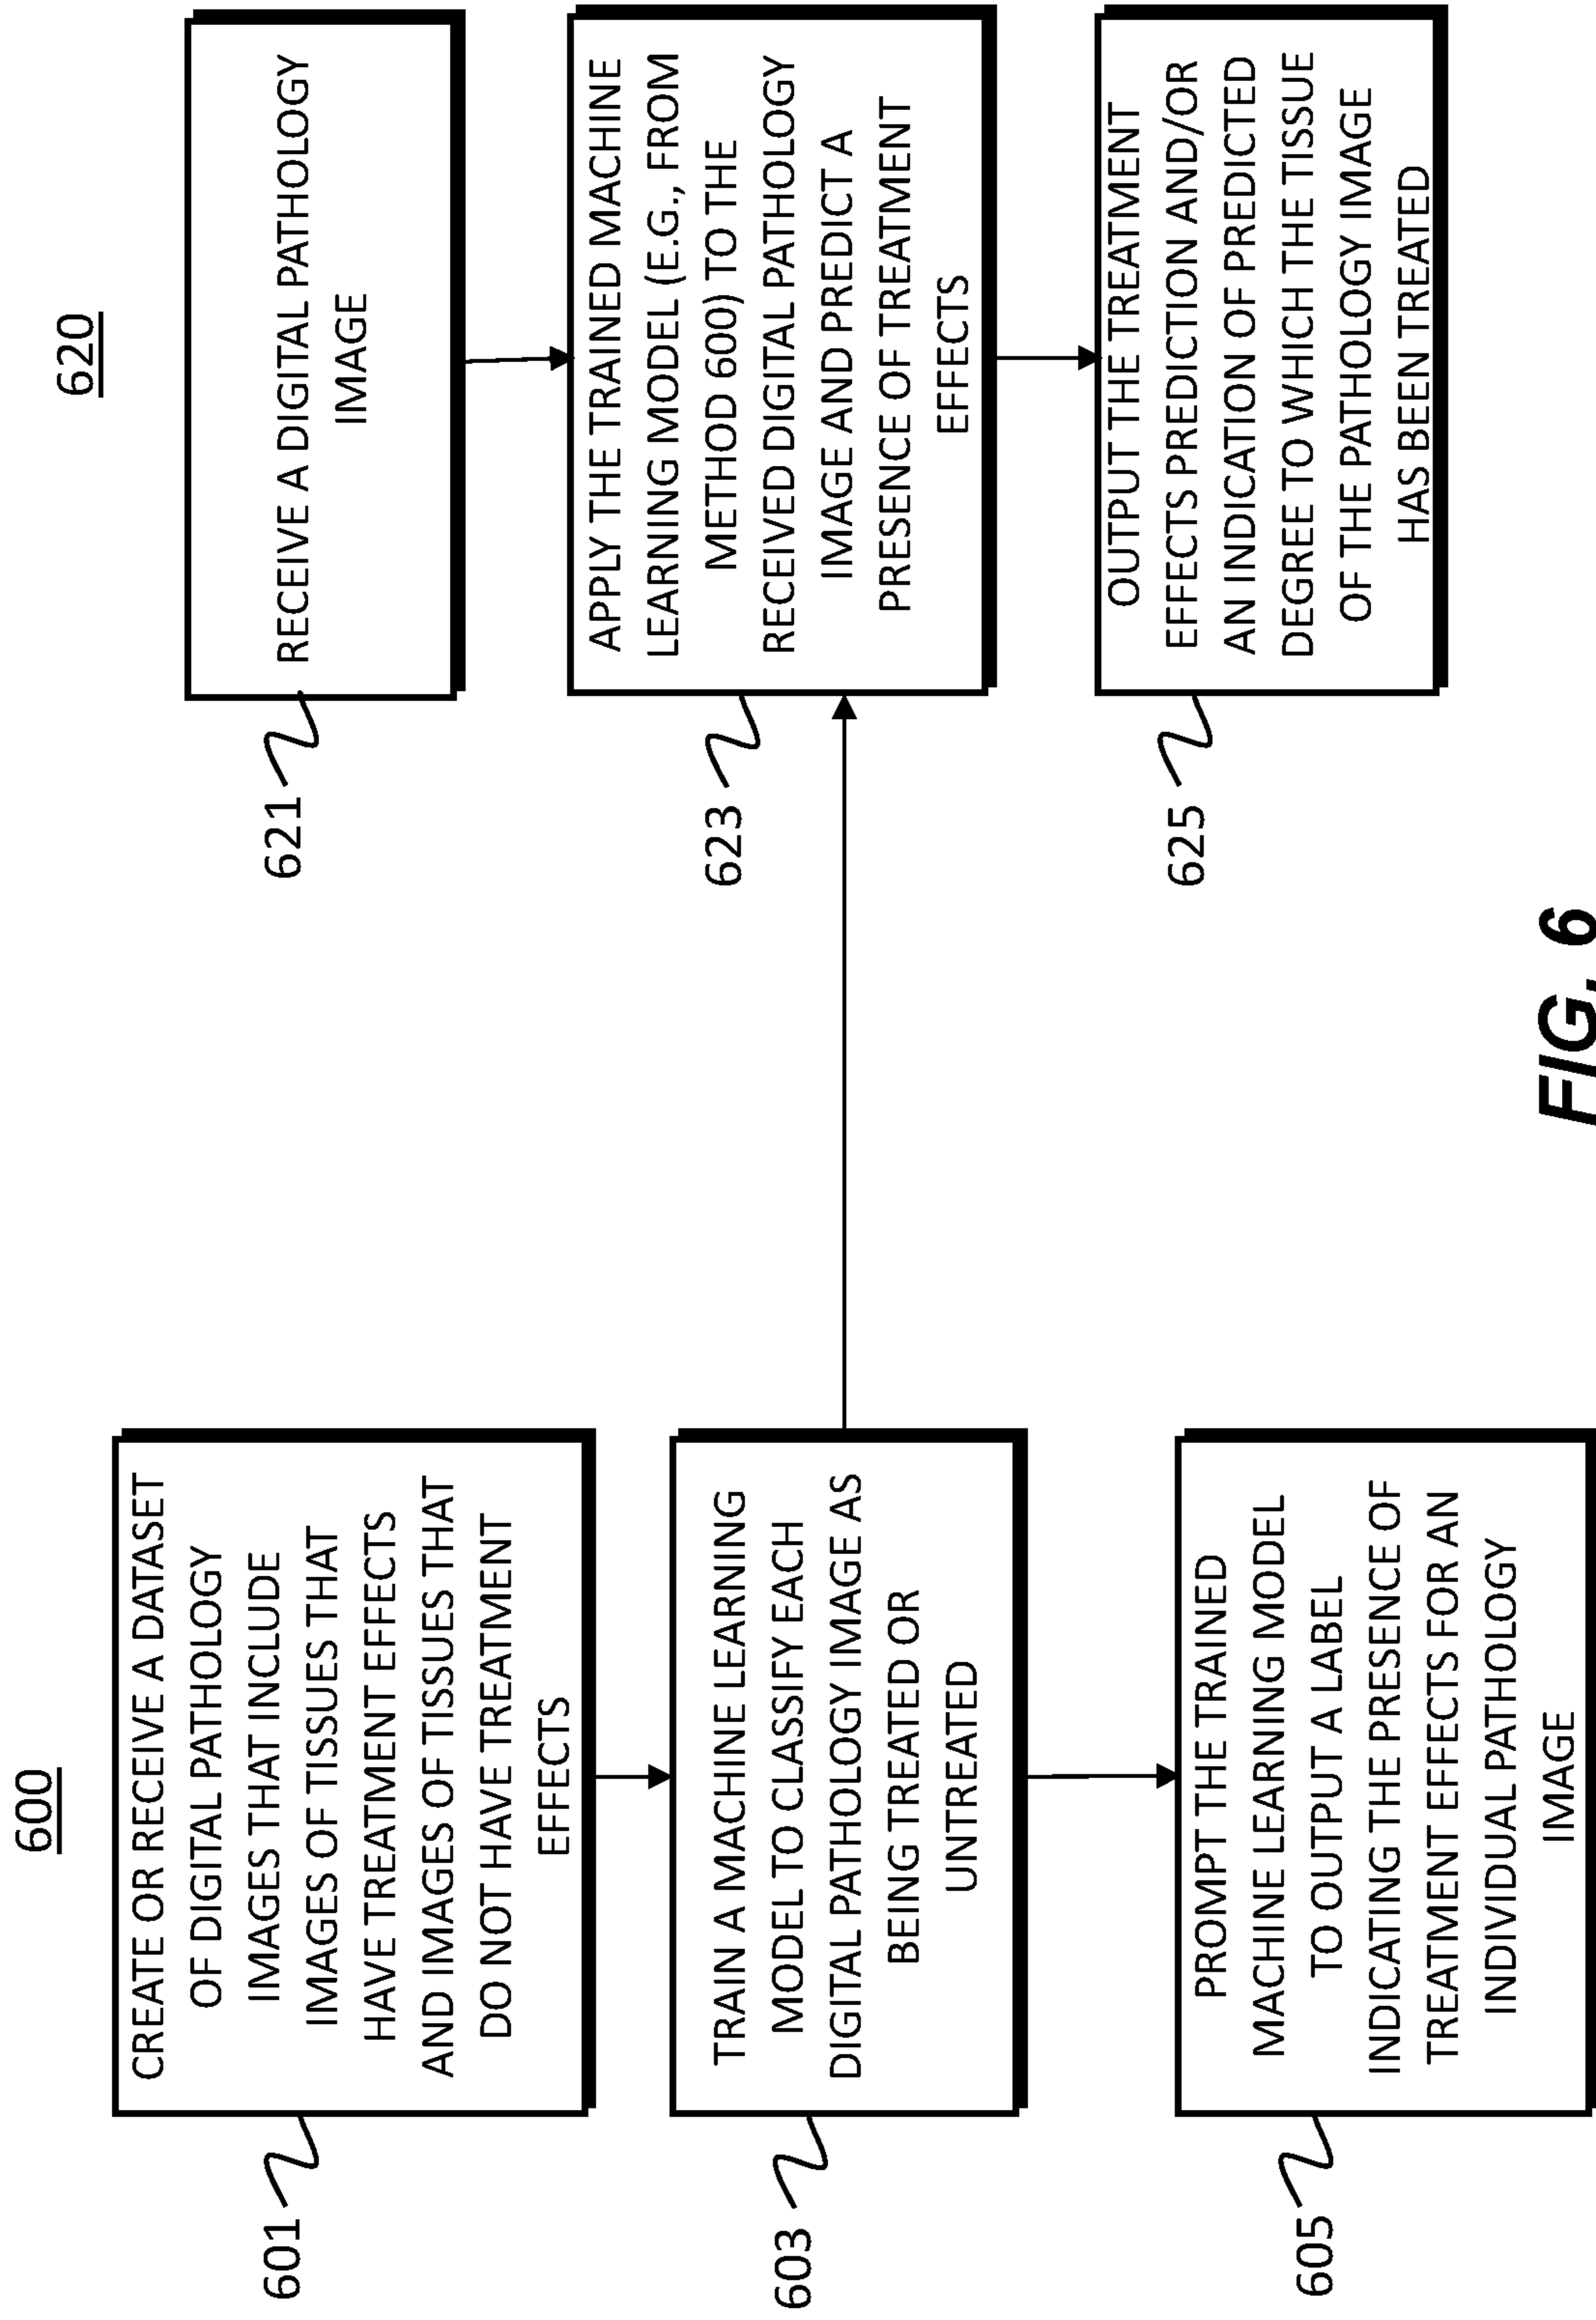 600
601
CREATE OR RECEIVE A DATASET
OF DIGITAL PATHOLOGY
IMAGES THAT INCLUDE
IMAGES OF TISSUES THAT
HAVE TREATMENT EFFECTS
AND IMAGES OF TISSUES THAT
DO NOT HAVE TREATMENT
EFFECTS
603
TRAIN A MACHINE LEARNING
MODEL TO CLASSIFY EACH
DIGITAL PATHOLOGY IMAGE AS
BEING TREATED OR
UNTREATED
605
PROMPT THE TRAINED
MACHINE LEARNING MODEL
TO OUTPUT A LABEL
INDICATING THE PRESENCE OF
TREATMENT EFFECTS FOR AN
INDIVIDUAL PATHOLOGY
IMAGE
620
621
RECEIVE A DIGITAL PATHOLOGY
IMAGE
623
APPLY THE TRAINED MACHINE
LEARNING MODEL (E.G., FROM
METHOD 600) TO THE
RECEIVED DIGITAL PATHOLOGY
IMAGE AND PREDICT A
PRESENCE OF TREATMENT
EFFECTS
625
OUTPUT THE TREATMENT
EFFECTS PREDICTION AND/OR
AN INDICATION OF PREDICTED
DEGREE TO WHICH THE TISSUE
OF THE PATHOLOGY IMAGE
HAS BEEN TREATED
FIG. 6